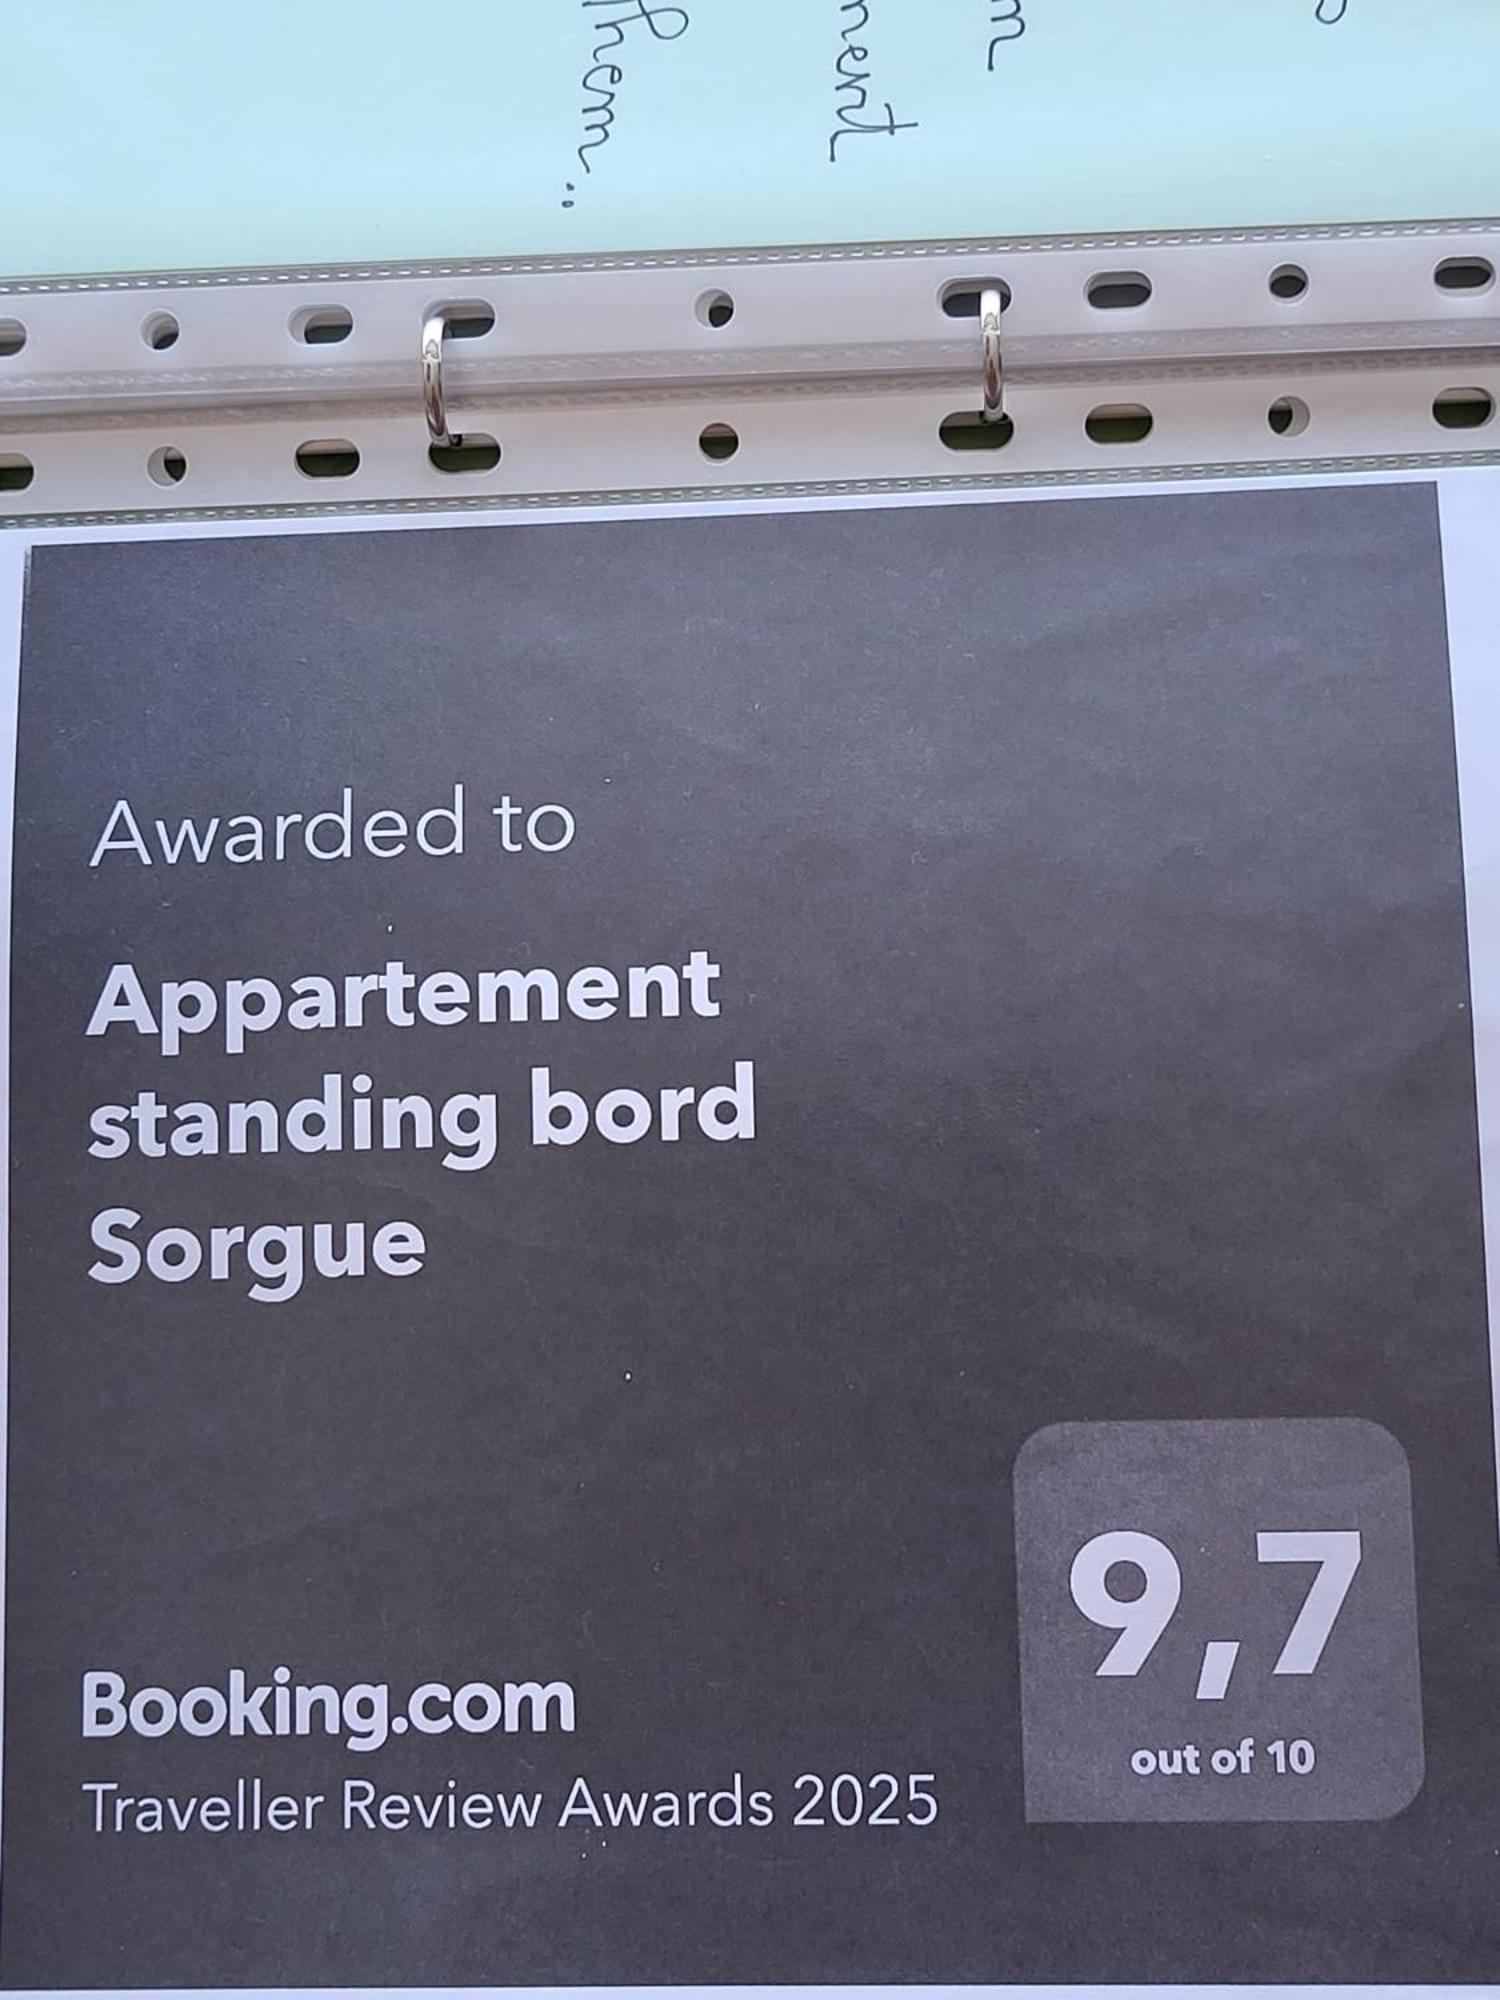 them..
ment
Awarded to
Appartement
standing bord
Sorgue
Booking.com
Traveller Review Awards 2025
9,7
out of 10